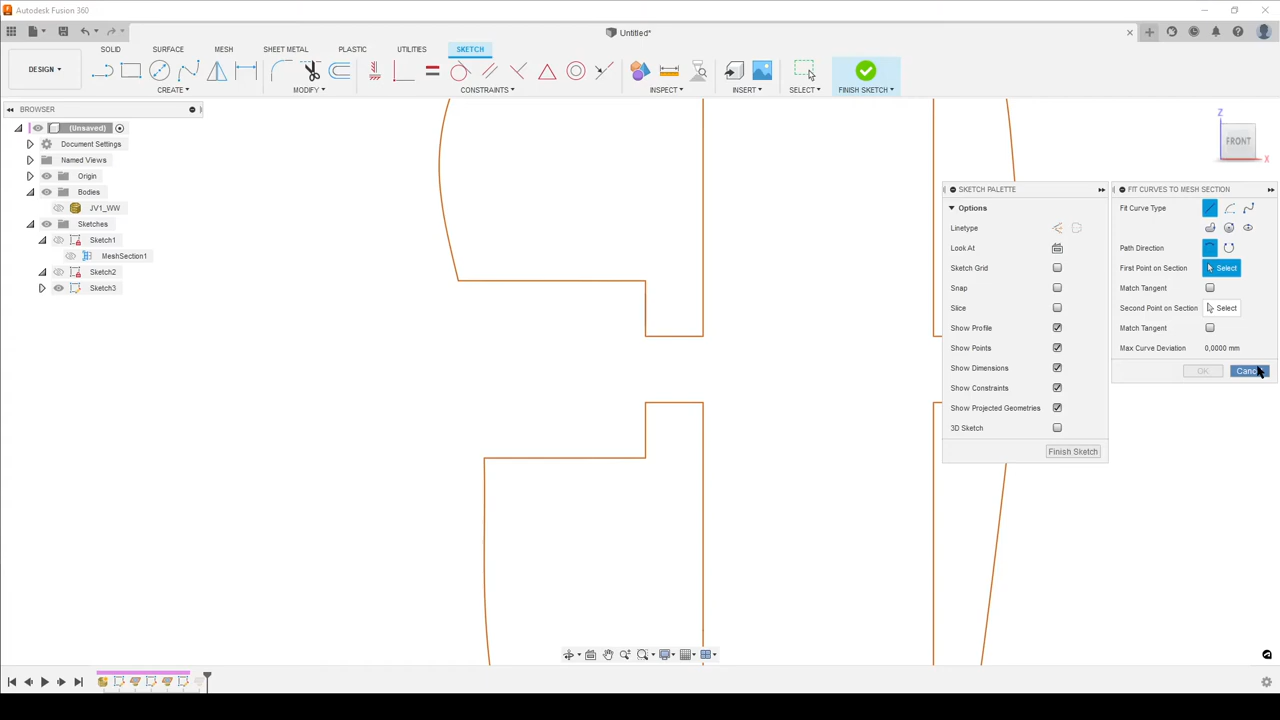 Autodesk Fusion 360
Untitled*
DESIGN
SOLID SURFACE MESH SHEET METAL PLASTIC UTILITIES SKETCH
CREATE MODIFY CONSTRAINTS INSPECT INSERT SELECT FINISH SKETCH
BROWSER
(Unsaved)
Document Settings
Named Views
Origin
Bodies
JV1_WW
Sketches
Sketch1
MeshSection1
Sketch2
Sketch3
Z
FRONT
X
SKETCH PALETTE
Options
Linetype
Look At
Sketch Grid
Snap
Slice
Show Profile
Show Points
Show Dimensions
Show Constraints
Show Projected Geometries
3D Sketch
Finish Sketch
FIT CURVES TO MESH SECTION
Fit Curve Type
Path Direction
First Point on Section Select
Match Tangent
Second Point on Section Select
Match Tangent
Max Curve Deviation 0,0000 mm
OK Cancel